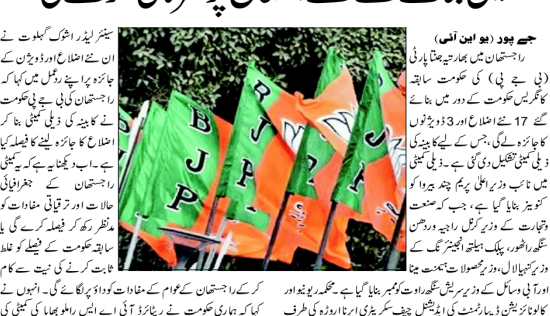 جے پور (یو این آئی)
راجستھان میں بھارتیہ جنتا پارٹی
(بی جے پی) کی حکومت سابقہ
کانگریس حکومت کے دور میں بنائے
گئے 17 نئے اضلاع اور 3 ڈویژنوں
کا جائزہ لے گی، جس کے لیے کابینہ کی
ذیلی کمیٹی تشکیل دی گئی ہے۔ ذیلی کمیٹی
میں نائب وزیر اعلیٰ پریم چند بیروا کو
کنوینر بنایا گیا ہے، جب کہ صنعت
وتجارت کے وزیر کرنل راجیہ وردھن
سنگھ راٹھور، پبلک ہیلتھ انجینئرنگ کے
وزیر کنہیا لال، وزیر محصولات ہیمنت مینا
اور آبی وسائل کے وزیر سریش سنگھ راوت کو ممبر بنایا گیا ہے۔ محکمہ ریونیو اور
کالونائزیشن ڈپارٹمنٹ کی ایڈیشنل چیف سکریٹری اپرنا اروڑہ کی طرف
سینئر لیڈر اشوک گہلوت نے
ان نئے اضلاع اور ڈویژن کے
جائزہ پر اپنے ردعمل میں کہا کہ
راجستھان کی بی جے پی حکومت
نے کابینہ کی ذیلی کمیٹی بنا کر
اضلاع کا جائزہ لینے کا فیصلہ کیا
ہے۔ اب دیکھنا یہ ہے کہ یہ کمیٹی
راجستھان کے جغرافیائی
حالات اور ترقیاتی مفادات کو
مدنظر رکھ کر فیصلہ کرے گی یا
سابقہ حکومت کے فیصلے کو غلط
ثابت کرنے کی نیت سے کام
کر کے راجستھان کے عوام کے مفادات کو داؤ پر لگائے گی۔ انہوں نے
کہا کہ ہماری حکومت نے ریٹائرڈ آئی اے ایس رام لوبھایا کی کمیٹی کی
BJP
BJP
BJP